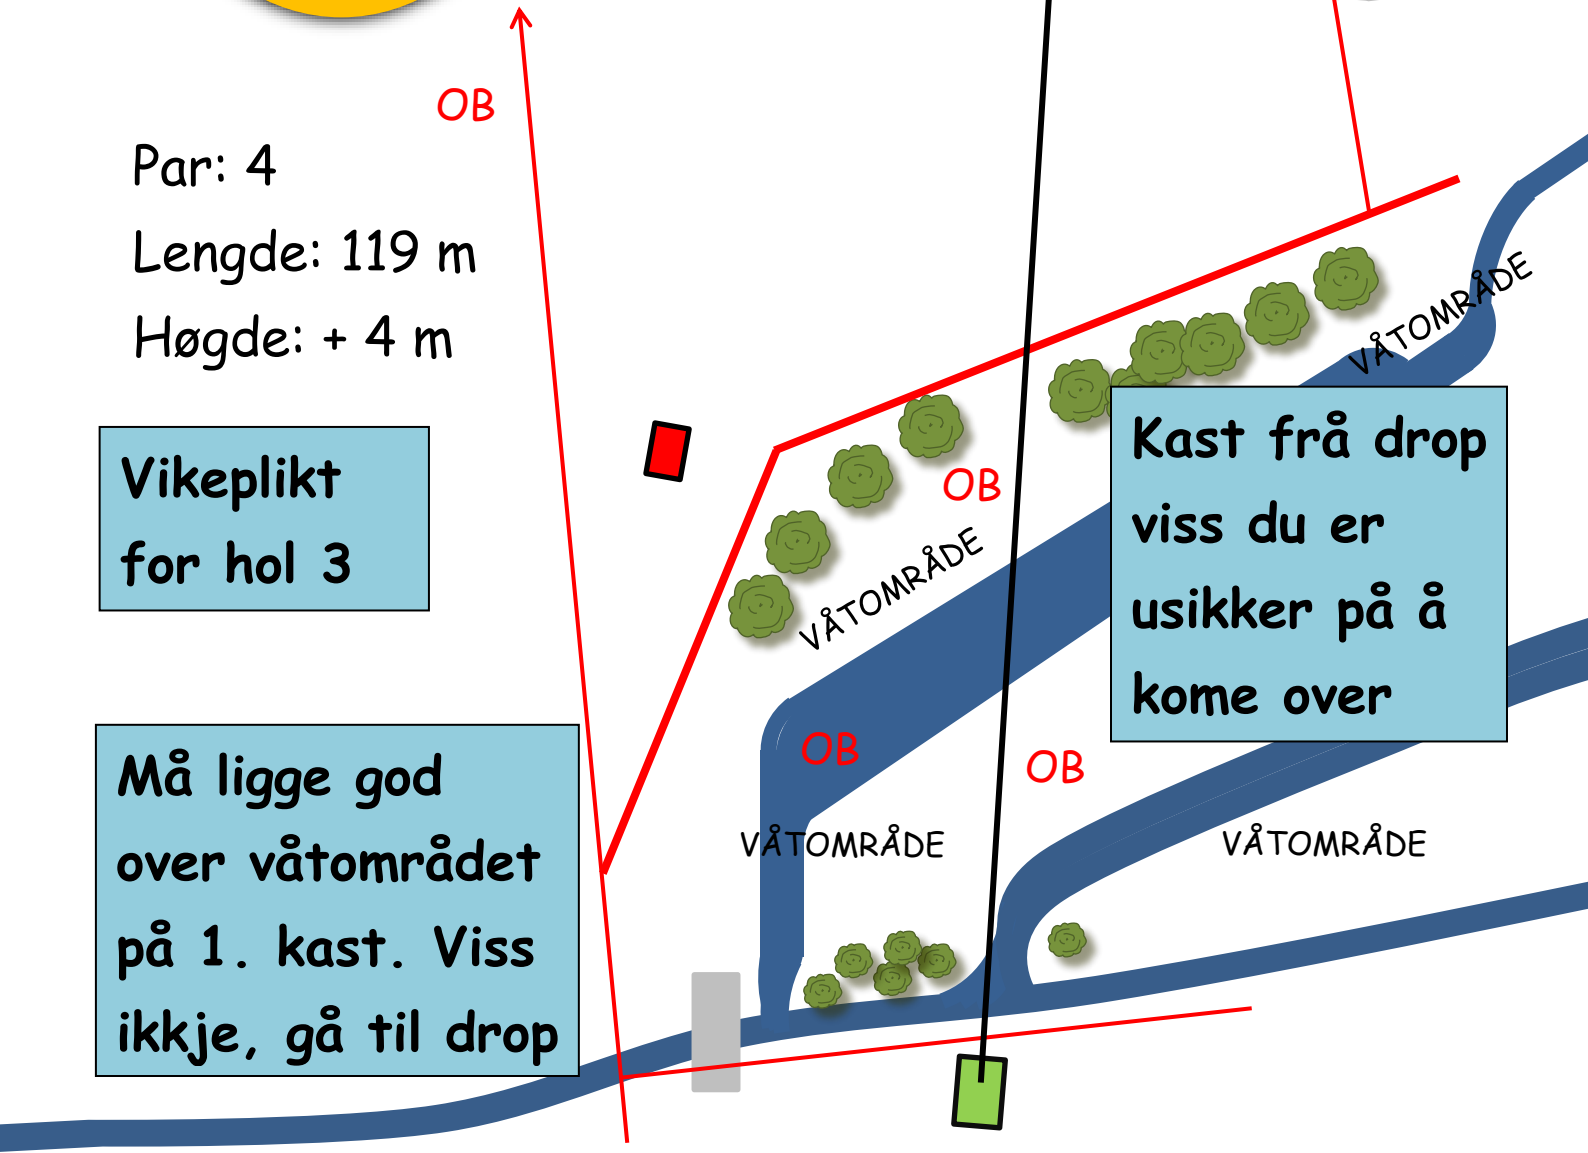 OB
Par: 4
Lengde: 119 m
Høgde: + 4 m
Vikeplikt
for hol 3
VÅTOMRÅDE
Kast frå drop
viss du er
usikker på å
kome over
OB
VÅTOMRÅDE
OB
OB
VÅTOMRÅDE
VÅTOMRÅDE
Må ligge god
over våtområdet
på 1. kast. Viss
ikkje, gå til drop